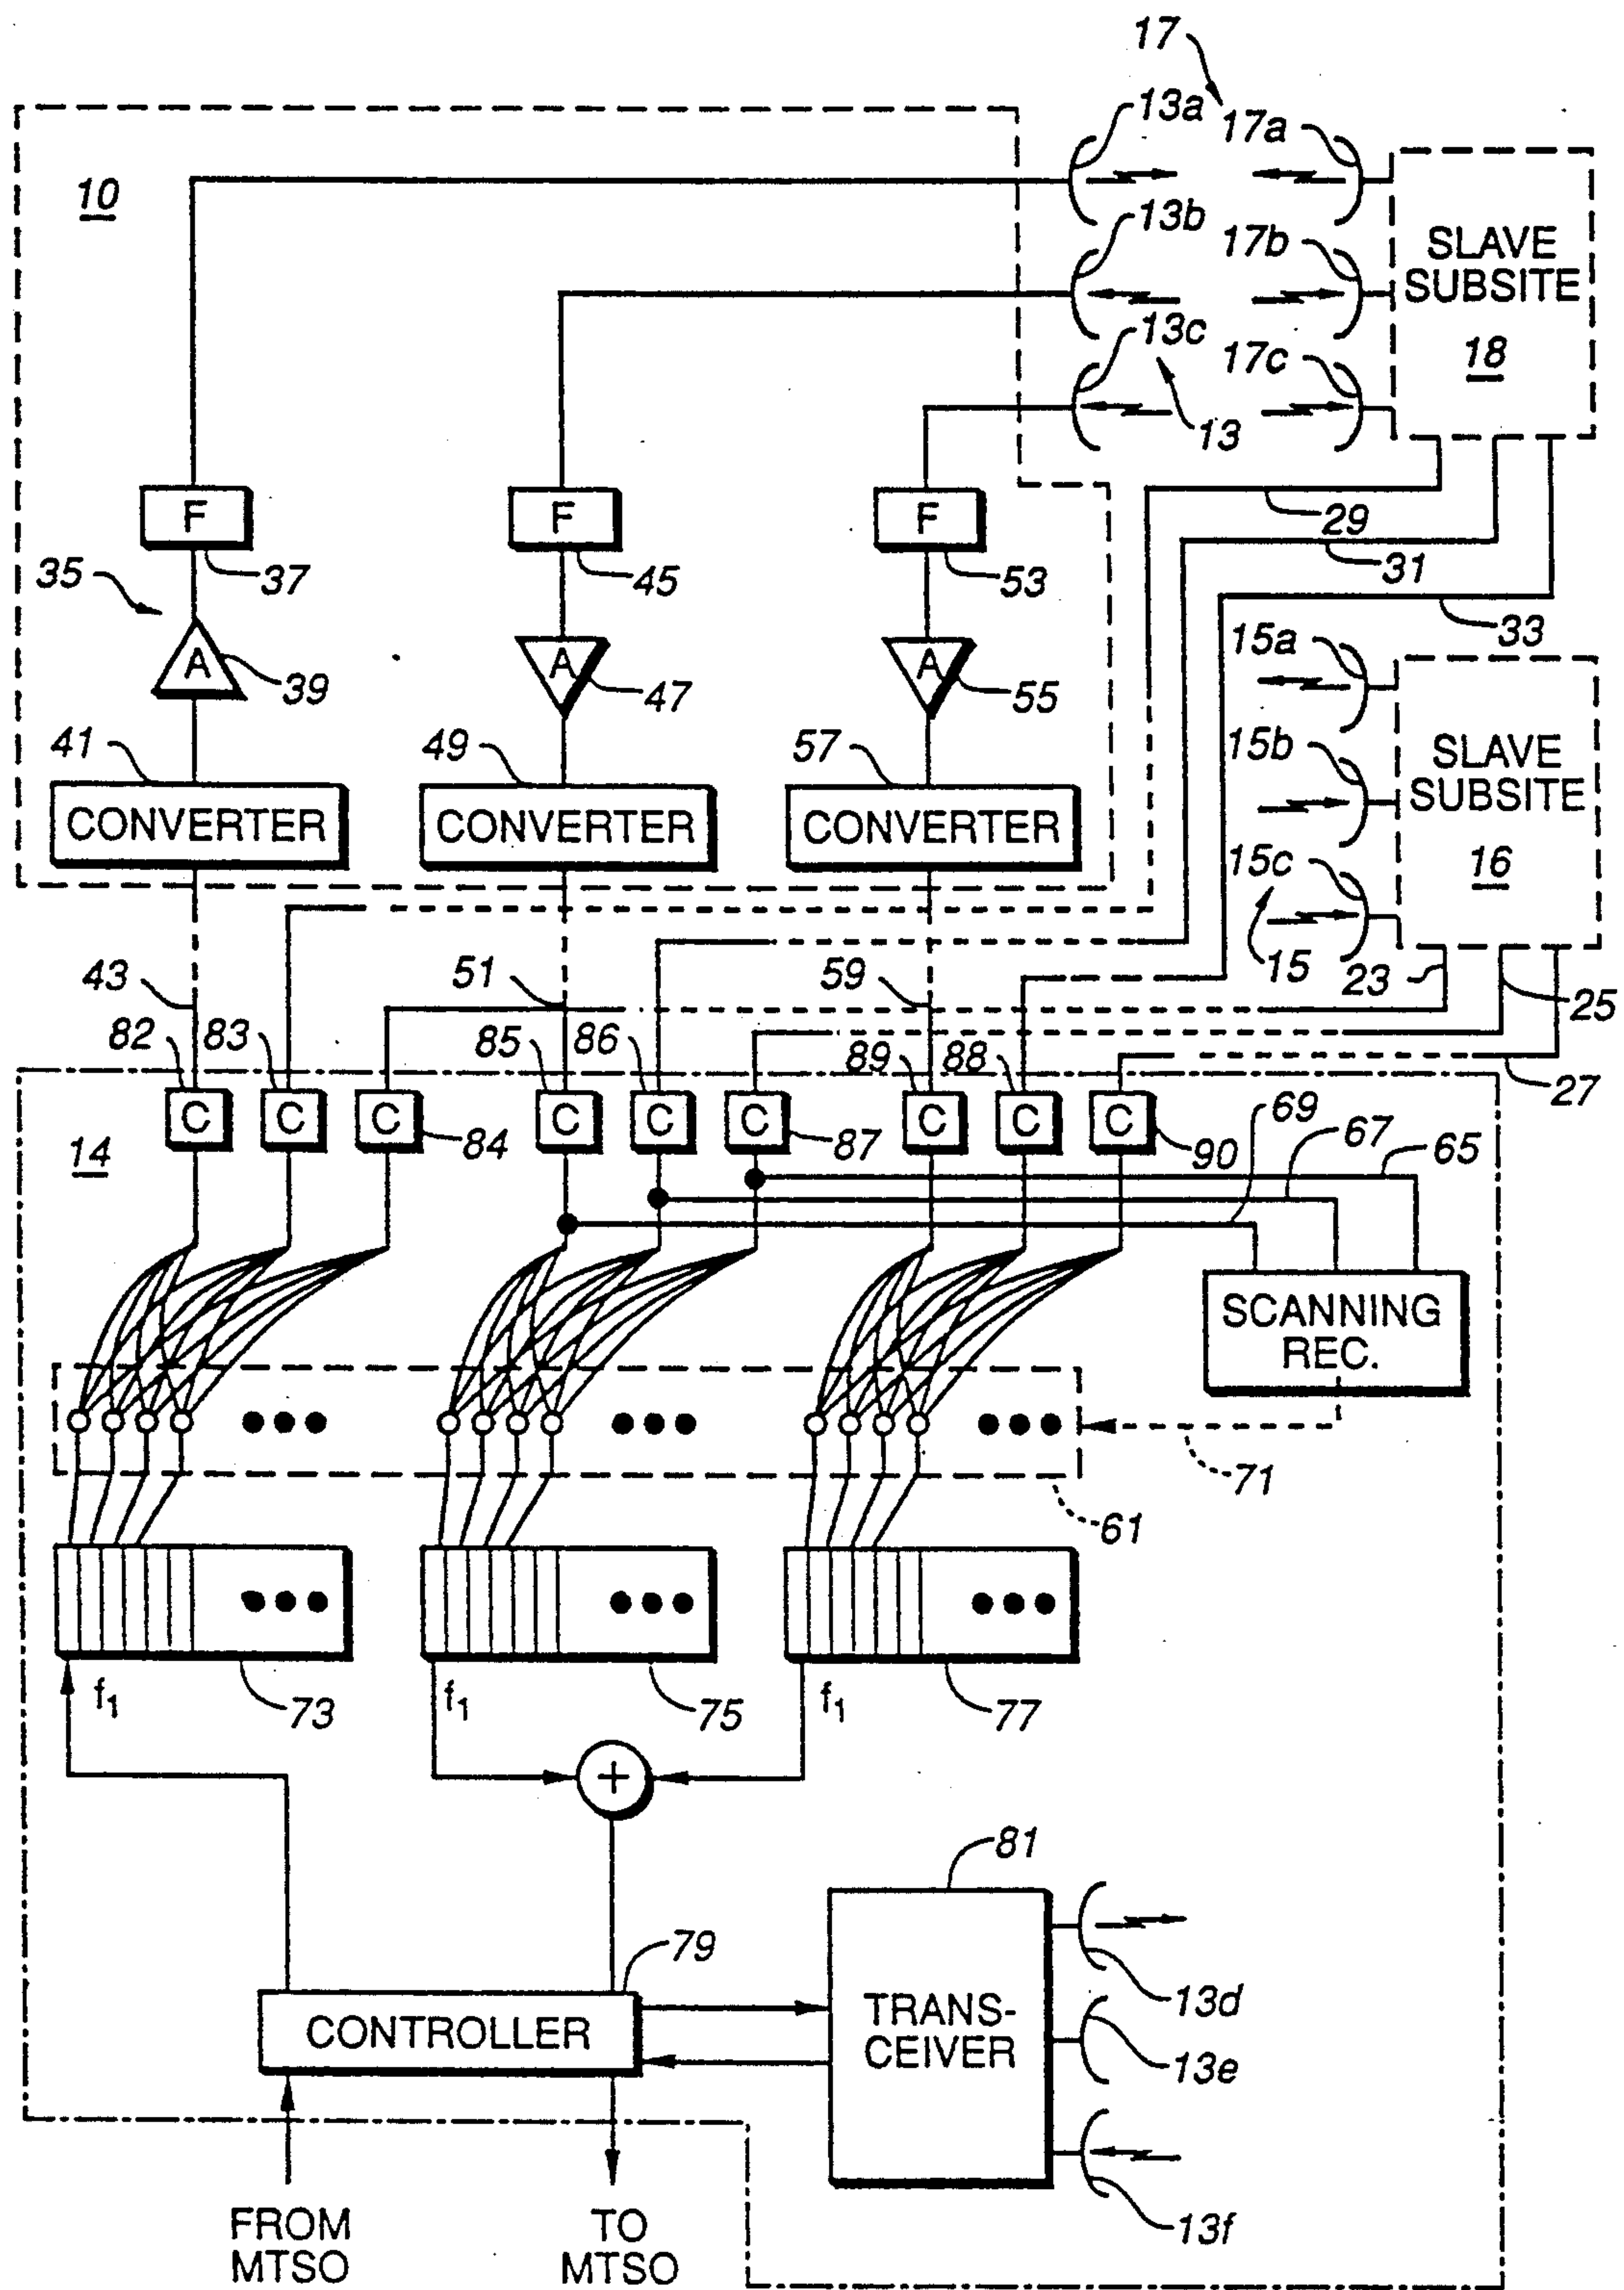 17
13a
17a
10
13b
17b
SLAVE
SUBSITE
18
13c
17c
13
F
F
F
29
37
45
53
31
35
33
A
39
A
47
A
55
15a
41
49
57
15b
SLAVE
SUBSITE
16
CONVERTER
CONVERTER
CONVERTER
15c
43
51
59
15
23
25
82
83
85
86
89
88
27
C
C
C
C
C
C
C
C
C
69
14
84
87
90
67
65
SCANNING
REC.
71
61
f1
73
f1
75
f1
77
+
81
79
CONTROLLER
TRANS-
CEIVER
13d
13e
13f
FROM
MTSO
TO
MTSO